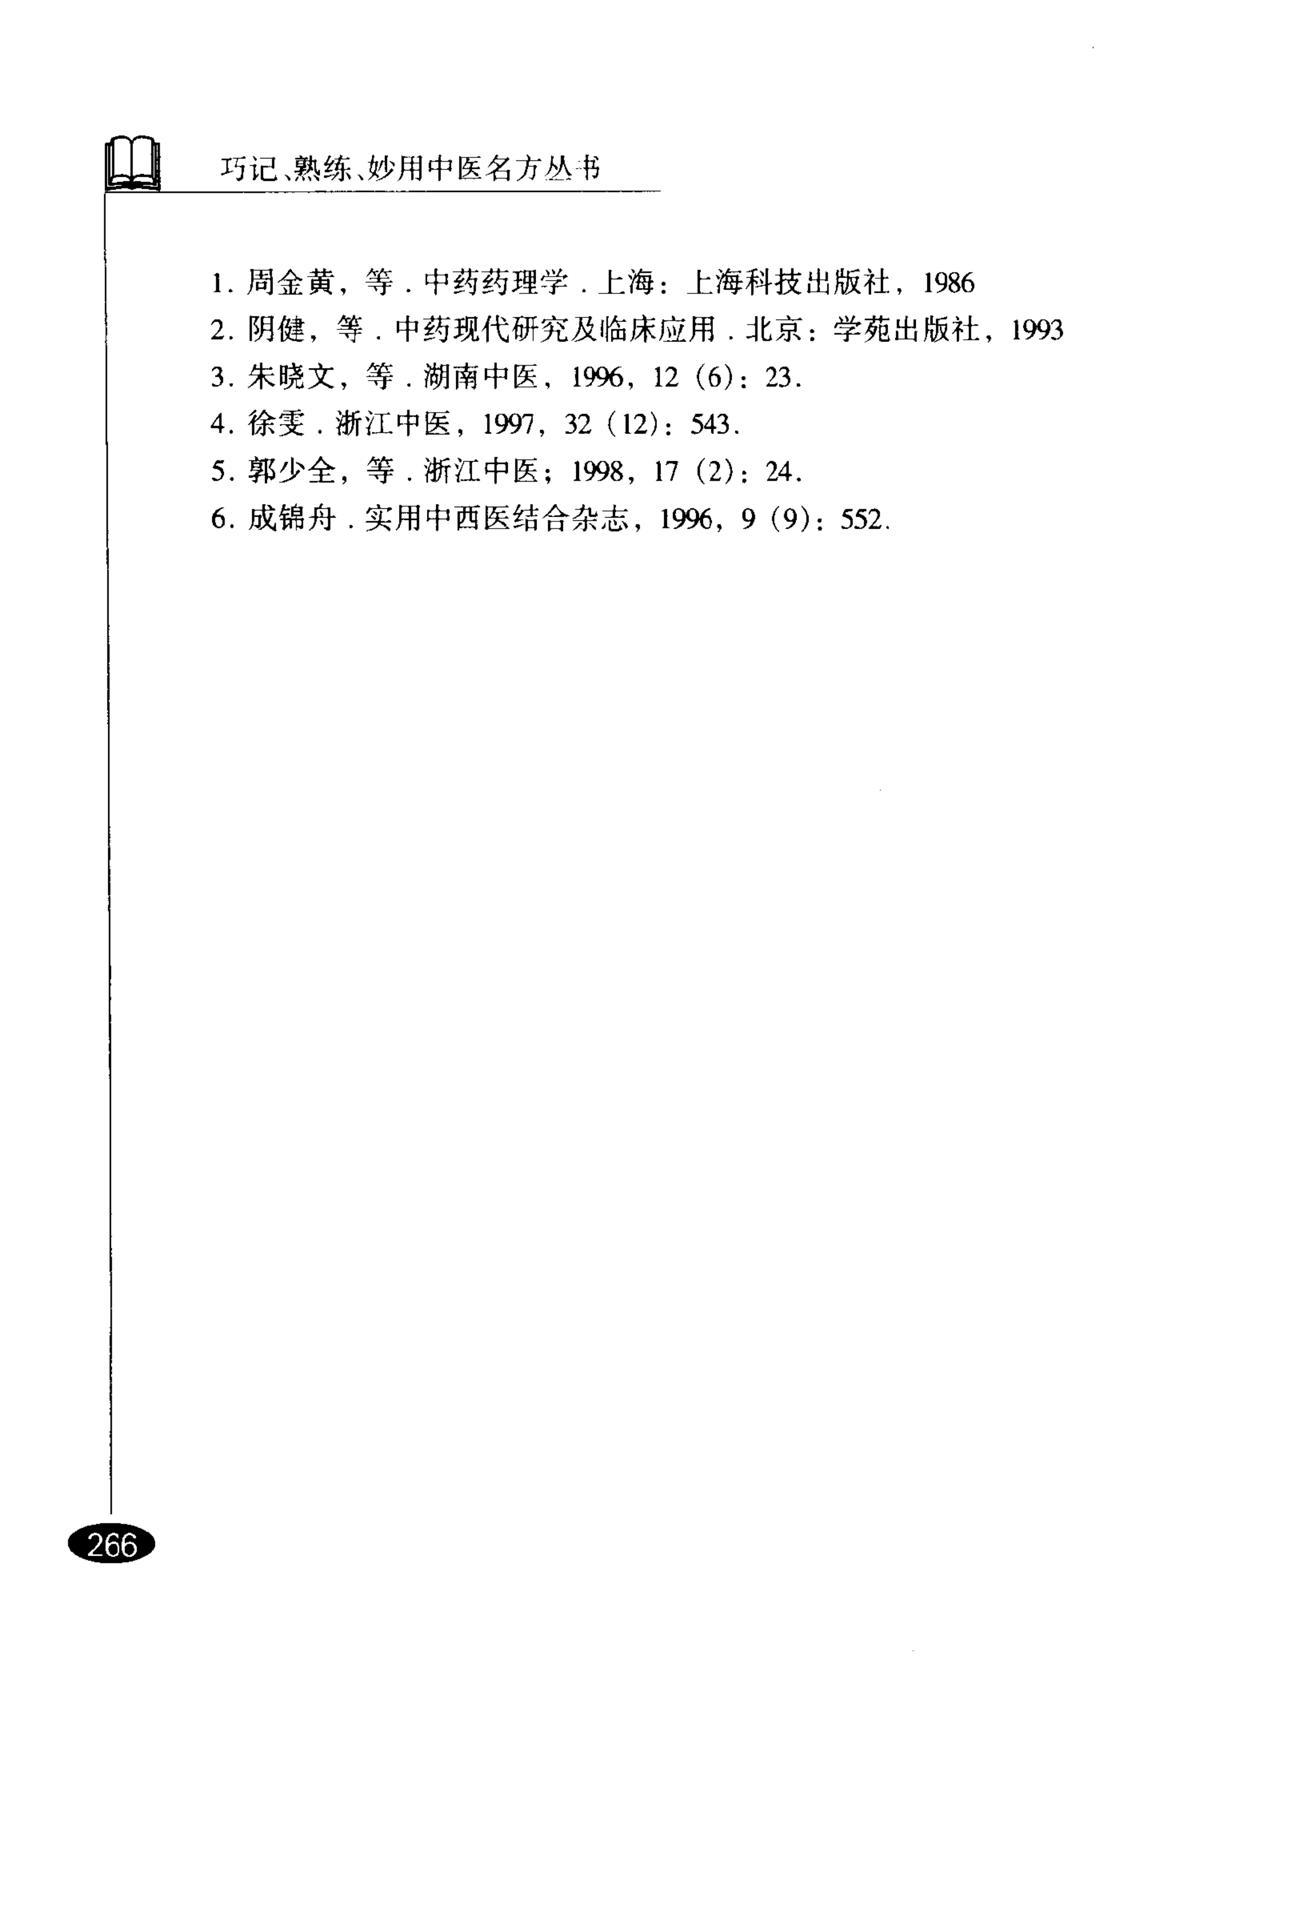 巧记、熟练、妙用中医名方丛书
1. 周金黄，等．中药药理学．上海：上海科技出版社，1986
2. 阴健，等．中药现代研究及临床应用．北京：学苑出版社，1993
3. 朱晓文，等．湖南中医，1996，12（6）：23.
4. 徐雯．浙江中医，1997，32（12）：543.
5. 郭少全，等．浙江中医；1998，17（2）：24.
6. 成锦舟．实用中西医结合杂志，1996，9（9）：552.
266